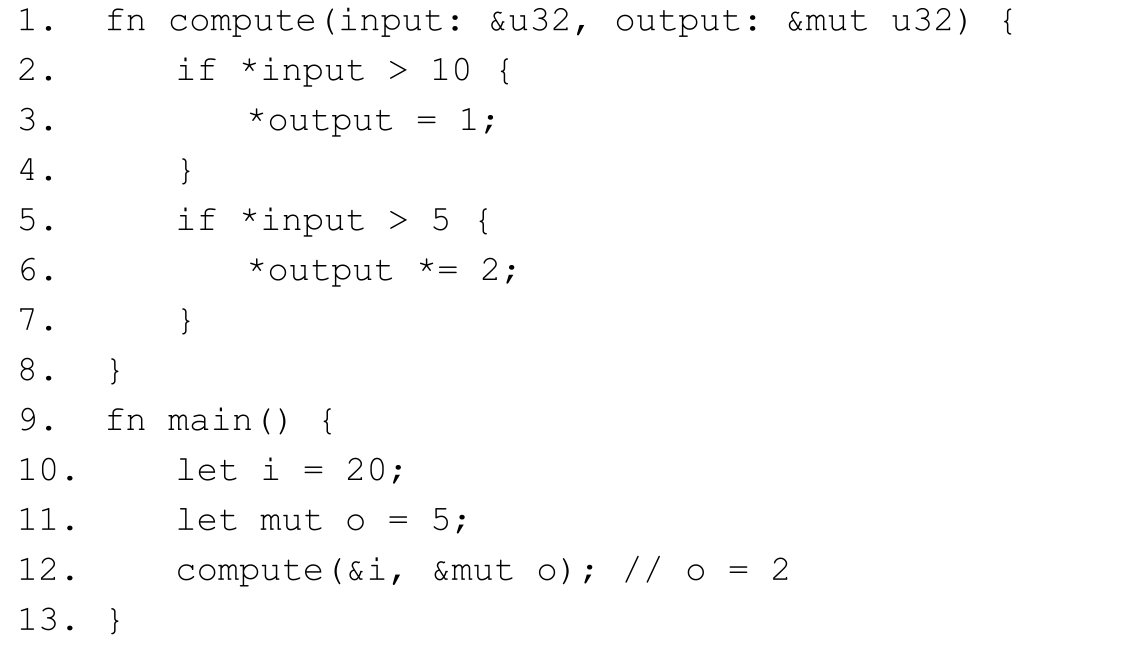 1. fn compute(input: &u32, output: &mut u32) {
2. if *input > 10 {
3. *output = 1;
4. }
5. if *input > 5 {
6. *output *= 2;
7. }
8. }
9. fn main() {
10. let i = 20;
11. let mut o = 5;
12. compute(&i, &mut o); // o = 2
13. }